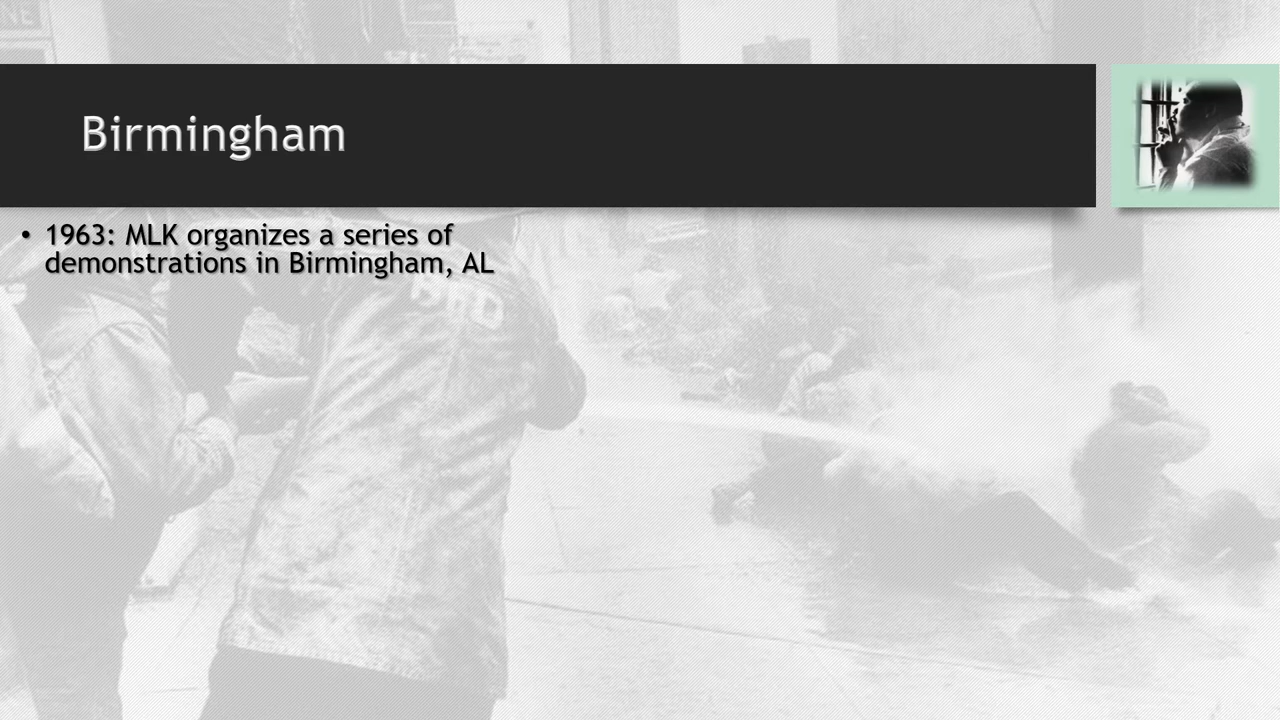 Birmingham
• 1963: MLK organizes a series of
demonstrations in Birmingham, AL